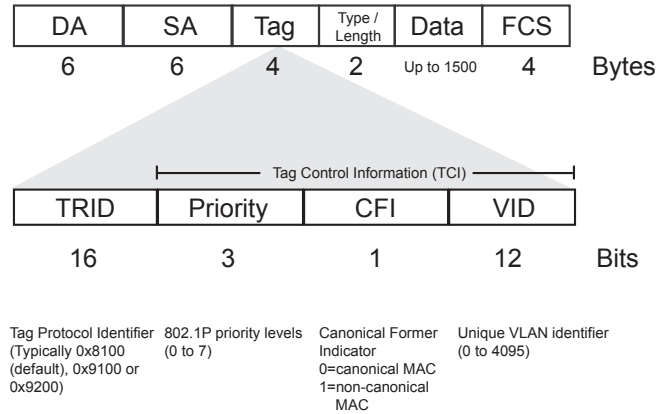 DA SA Tag Type / Length Data FCS
6 6 4 2 Up to 1500 4 Bytes
Tag Control Information (TCI)
TRID Priority CFI VID
16 3 1 12 Bits
Tag Protocol Identifier
(Typically 0x8100
(default), 0x9100 or
0x9200)
802.1P priority levels
(0 to 7)
Canonical Former
Indicator
0=canonical MAC
1=non-canonical
MAC
Unique VLAN identifier
(0 to 4095)